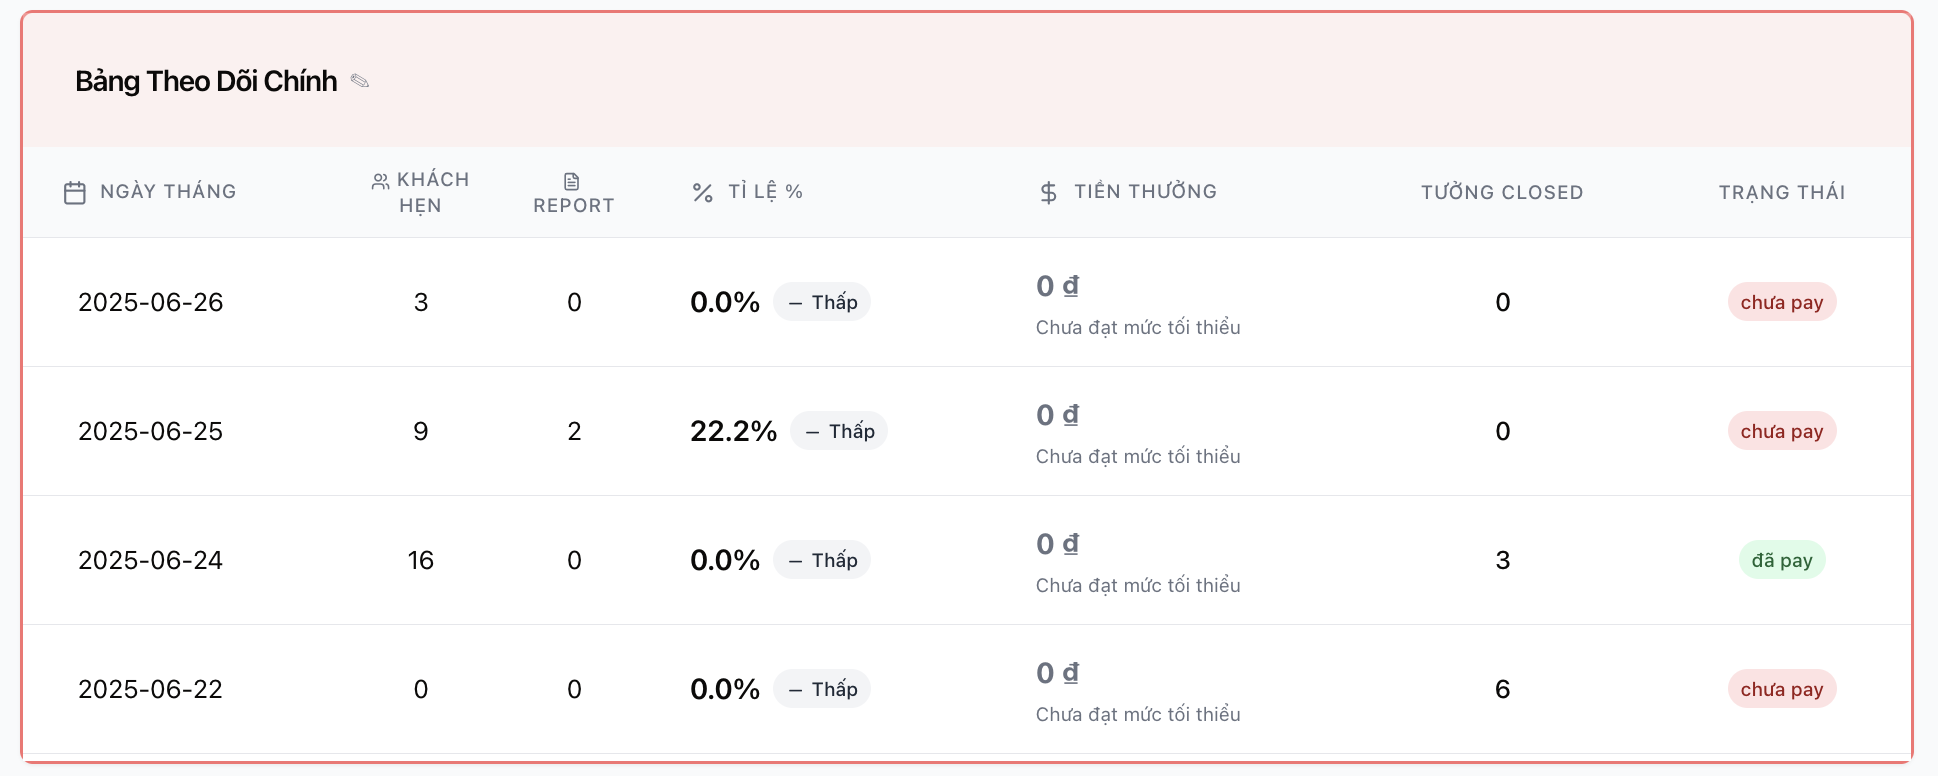 Bảng Theo Dõi Chính
NGÀY THÁNG
KHÁCH
HẸN
REPORT
TỈ LỆ %
TIỀN THƯỞNG
TƯỞNG CLOSED
TRẠNG THÁI
2025-06-26
3
0
0.0%
– Thấp
0 ₫
Chưa đạt mức tối thiểu
0
chưa pay
2025-06-25
9
2
22.2%
– Thấp
0 ₫
Chưa đạt mức tối thiểu
0
chưa pay
2025-06-24
16
0
0.0%
– Thấp
0 ₫
Chưa đạt mức tối thiểu
3
đã pay
2025-06-22
0
0
0.0%
– Thấp
0 ₫
Chưa đạt mức tối thiểu
6
chưa pay